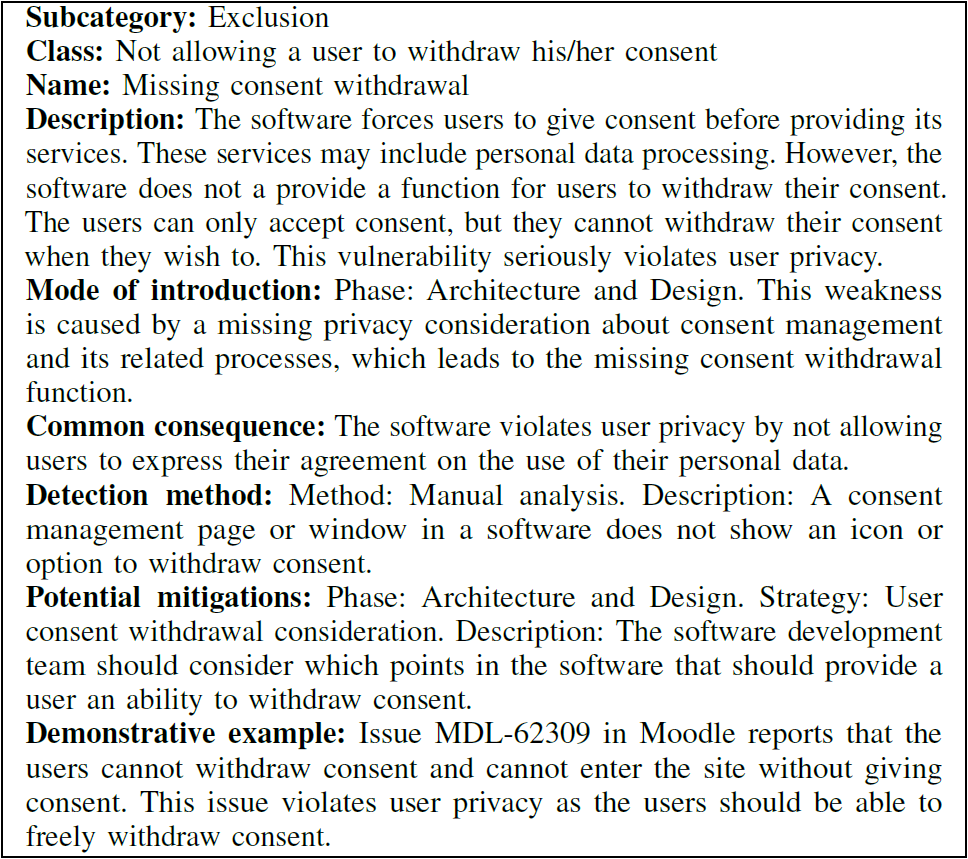 Subcategory: Exclusion
Class: Not allowing a user to withdraw his/her consent
Name: Missing consent withdrawal
Description: The software forces users to give consent before providing its
services. These services may include personal data processing. However, the
software does not a provide a function for users to withdraw their consent.
The users can only accept consent, but they cannot withdraw their consent
when they wish to. This vulnerability seriously violates user privacy.
Mode of introduction: Phase: Architecture and Design. This weakness
is caused by a missing privacy consideration about consent management
and its related processes, which leads to the missing consent withdrawal
function.
Common consequence: The software violates user privacy by not allowing
users to express their agreement on the use of their personal data.
Detection method: Method: Manual analysis. Description: A consent
management page or window in a software does not show an icon or
option to withdraw consent.
Potential mitigations: Phase: Architecture and Design. Strategy: User
consent withdrawal consideration. Description: The software development
team should consider which points in the software that should provide a
user an ability to withdraw consent.
Demonstrative example: Issue MDL-62309 in Moodle reports that the
users cannot withdraw consent and cannot enter the site without giving
consent. This issue violates user privacy as the users should be able to
freely withdraw consent.